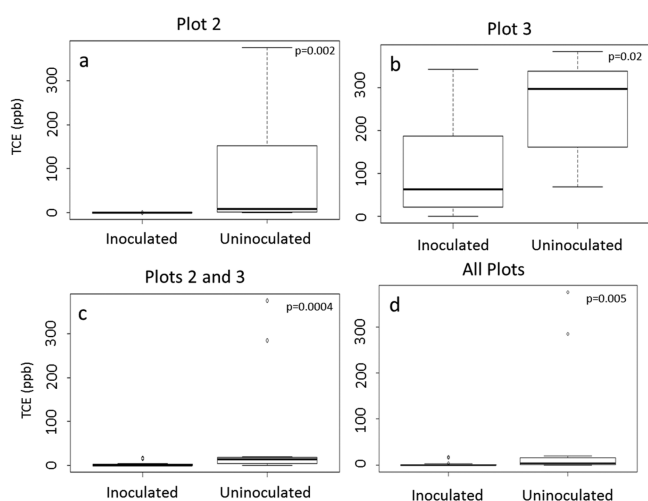 Plot 2
a
p=0.002
TCE (ppb)
300
200
100
0
Inoculated
Uninoculated
Plot 3
b
p=0.02
300
200
100
0
Inoculated
Uninoculated
Plots 2 and 3
c
p=0.0004
TCE (ppb)
300
200
100
0
Inoculated
Uninoculated
All Plots
d
p=0.005
300
200
100
0
Inoculated
Uninoculated